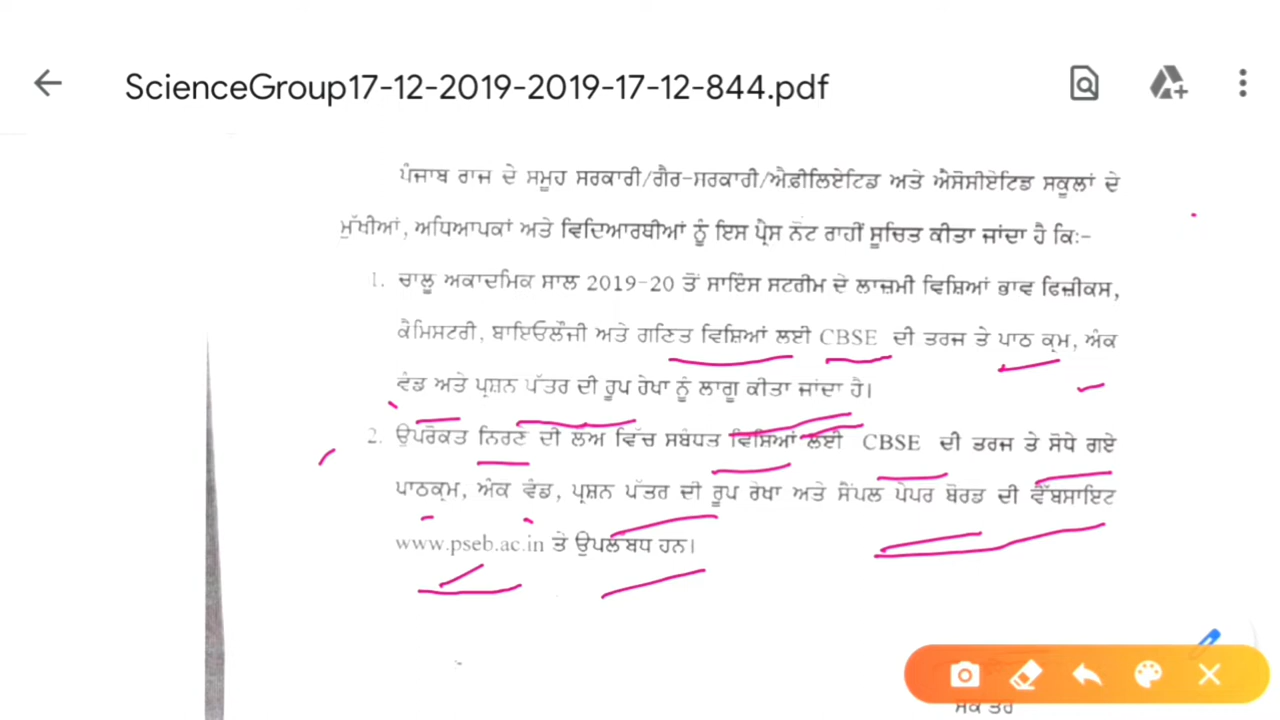 ScienceGroup17-12-2019-2019-17-12-844.pdf
ਪੰਜਾਬ ਰਾਜ ਦੇ ਸਮੂਹ ਸਰਕਾਰੀ/ਗੈਰ-ਸਰਕਾਰੀ/ਐਫ਼ੀਲਿਏਟਿਡ ਅਤੇ ਐਸੋਸੀਏਟਿਡ ਸਕੂਲਾਂ ਦੇ
ਮੁੱਖੀਆਂ, ਅਧਿਆਪਕਾਂ ਅਤੇ ਵਿਦਿਆਰਥੀਆਂ ਨੂੰ ਇਸ ਪ੍ਰੈਸ ਨੋਟ ਰਾਹੀਂ ਸੂਚਿਤ ਕੀਤਾ ਜਾਂਦਾ ਹੈ ਕਿ:-
1. ਚਾਲੂ ਅਕਾਦਮਿਕ ਸਾਲ 2019-20 ਤੋਂ ਸਾਇੰਸ ਸਟਰੀਮ ਦੇ ਲਾਜ਼ਮੀ ਵਿਸ਼ਿਆਂ ਭਾਵ ਫਿਜ਼ੀਕਸ,
ਕੈਮਿਸਟਰੀ, ਬਾਇਓਲੌਜੀ ਅਤੇ ਗਣਿਤ ਵਿਸ਼ਿਆਂ ਲਈ CBSE ਦੀ ਤਰਜ ਤੇ ਪਾਠ ਕ੍ਰਮ, ਅੰਕ
ਵੰਡ ਅਤੇ ਪ੍ਰਸ਼ਨ ਪੱਤਰ ਦੀ ਰੂਪ ਰੇਖਾ ਨੂੰ ਲਾਗੂ ਕੀਤਾ ਜਾਂਦਾ ਹੈ।
2. ਉਪਰੋਕਤ ਨਿਰਣੇ ਦੀ ਲਅ ਵਿੱਚ ਸਬੰਧਤ ਵਿਸ਼ਿਆਂ ਲਈ CBSE ਦੀ ਤਰਜ ਤੇ ਸੋਧੇ ਗਏ
ਪਾਠਕ੍ਰਮ, ਅੰਕ ਵੰਡ, ਪ੍ਰਸ਼ਨ ਪੱਤਰ ਦੀ ਰੂਪ ਰੇਖਾ ਅਤੇ ਸੈਂਪਲ ਪੇਪਰ ਬੋਰਡ ਦੀ ਵੈੱਬਸਾਇਟ
www.pseb.ac.in ਤੇ ਉਪਲੱਬਧ ਹਨ।